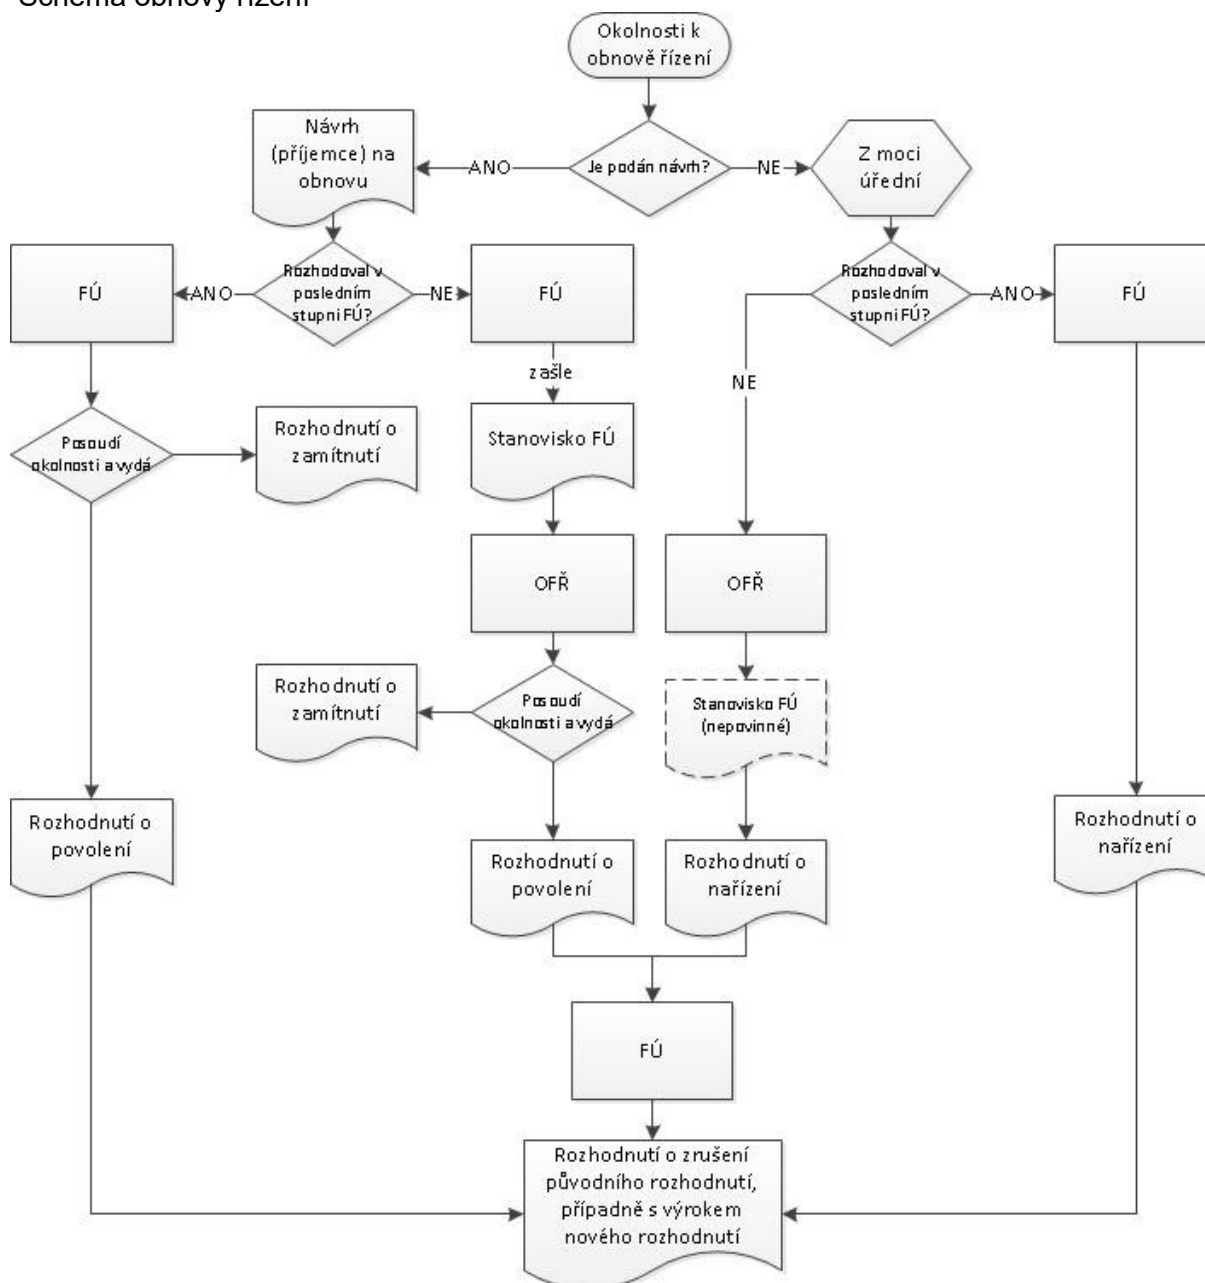 Schéma obnovy řízení
Okolnosti k
obnově řízení
Návrh
(příjemce) na
obnovu
ANO
Je podán návrh?
NE
Z moci
úřední
FÚ
ANO
Rozhodoval v
posledním
stupni FÚ?
NE
FÚ
Rozhodoval v
posledním
stupni FÚ?
ANO
FÚ
zašle
NE
Posoudí
okolnosti a vydá
Rozhodnutí o
zamítnutí
Stanovisko FÚ
OFŘ
OFŘ
Rozhodnutí o
zamítnutí
Posoudí
okolnosti a vydá
Stanovisko FÚ
(nepovinné)
Rozhodnutí o
povolení
Rozhodnutí o
povolení
Rozhodnutí o
nařízení
Rozhodnutí o
nařízení
FÚ
Rozhodnutí o zrušení
původního rozhodnutí,
případně s výrokem
nového rozhodnutí